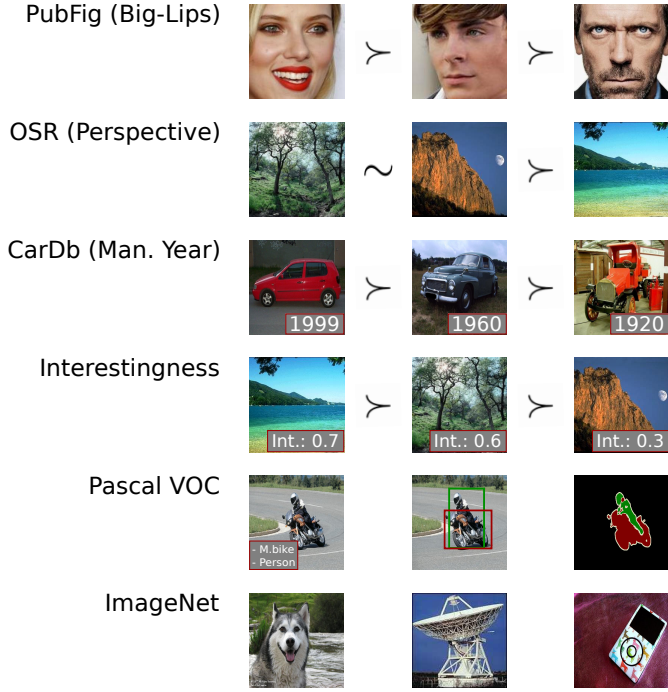 PubFig (Big-Lips)
≻ ≻
OSR (Perspective)
∼ ≻
CarDb (Man. Year)
≻ ≻
1999
1960
1920
Interestingness
≻ ≻
Int.: 0.7
Int.: 0.6
Int.: 0.3
Pascal VOC
- M.bike
- Person
ImageNet